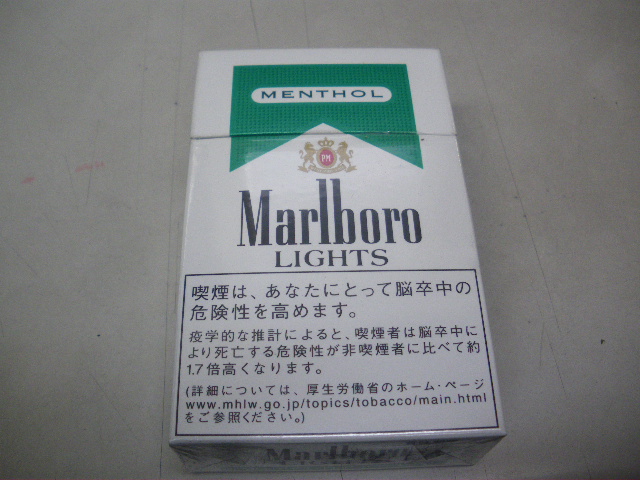 MENTHOL
PM
Marlboro
LIGHTS
喫煙は、あなたにとって脳卒中の
危険性を高めます。
疫学的な推計によると、喫煙者は脳卒中に
より死亡する危険性が非喫煙者に比べて約
1.7倍高くなります。
(詳細については、厚生労働省のホーム・ページ
www.mhlw.go.jp/topics/tobacco/main.html
をご参照ください。)
Marlboro